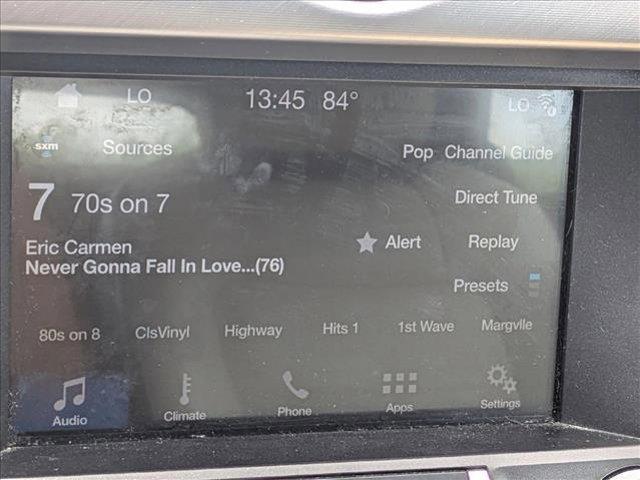 LO 13:45 84° LO
sxm Sources Pop Channel Guide
7 70s on 7 Direct Tune
Eric Carmen Alert Replay
Never Gonna Fall In Love...(76)
Presets
80s on 8 ClsVinyl Highway Hits 1 1st Wave Margvlle
Audio Climate Phone Apps Settings